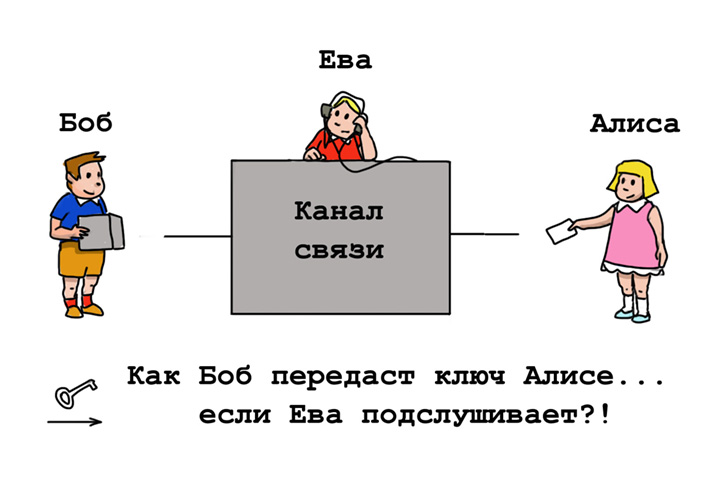 Ева
Боб
Алиса
Канал
связи
Как Боб передаст ключ Алисе...
если Ева подслушивает?!